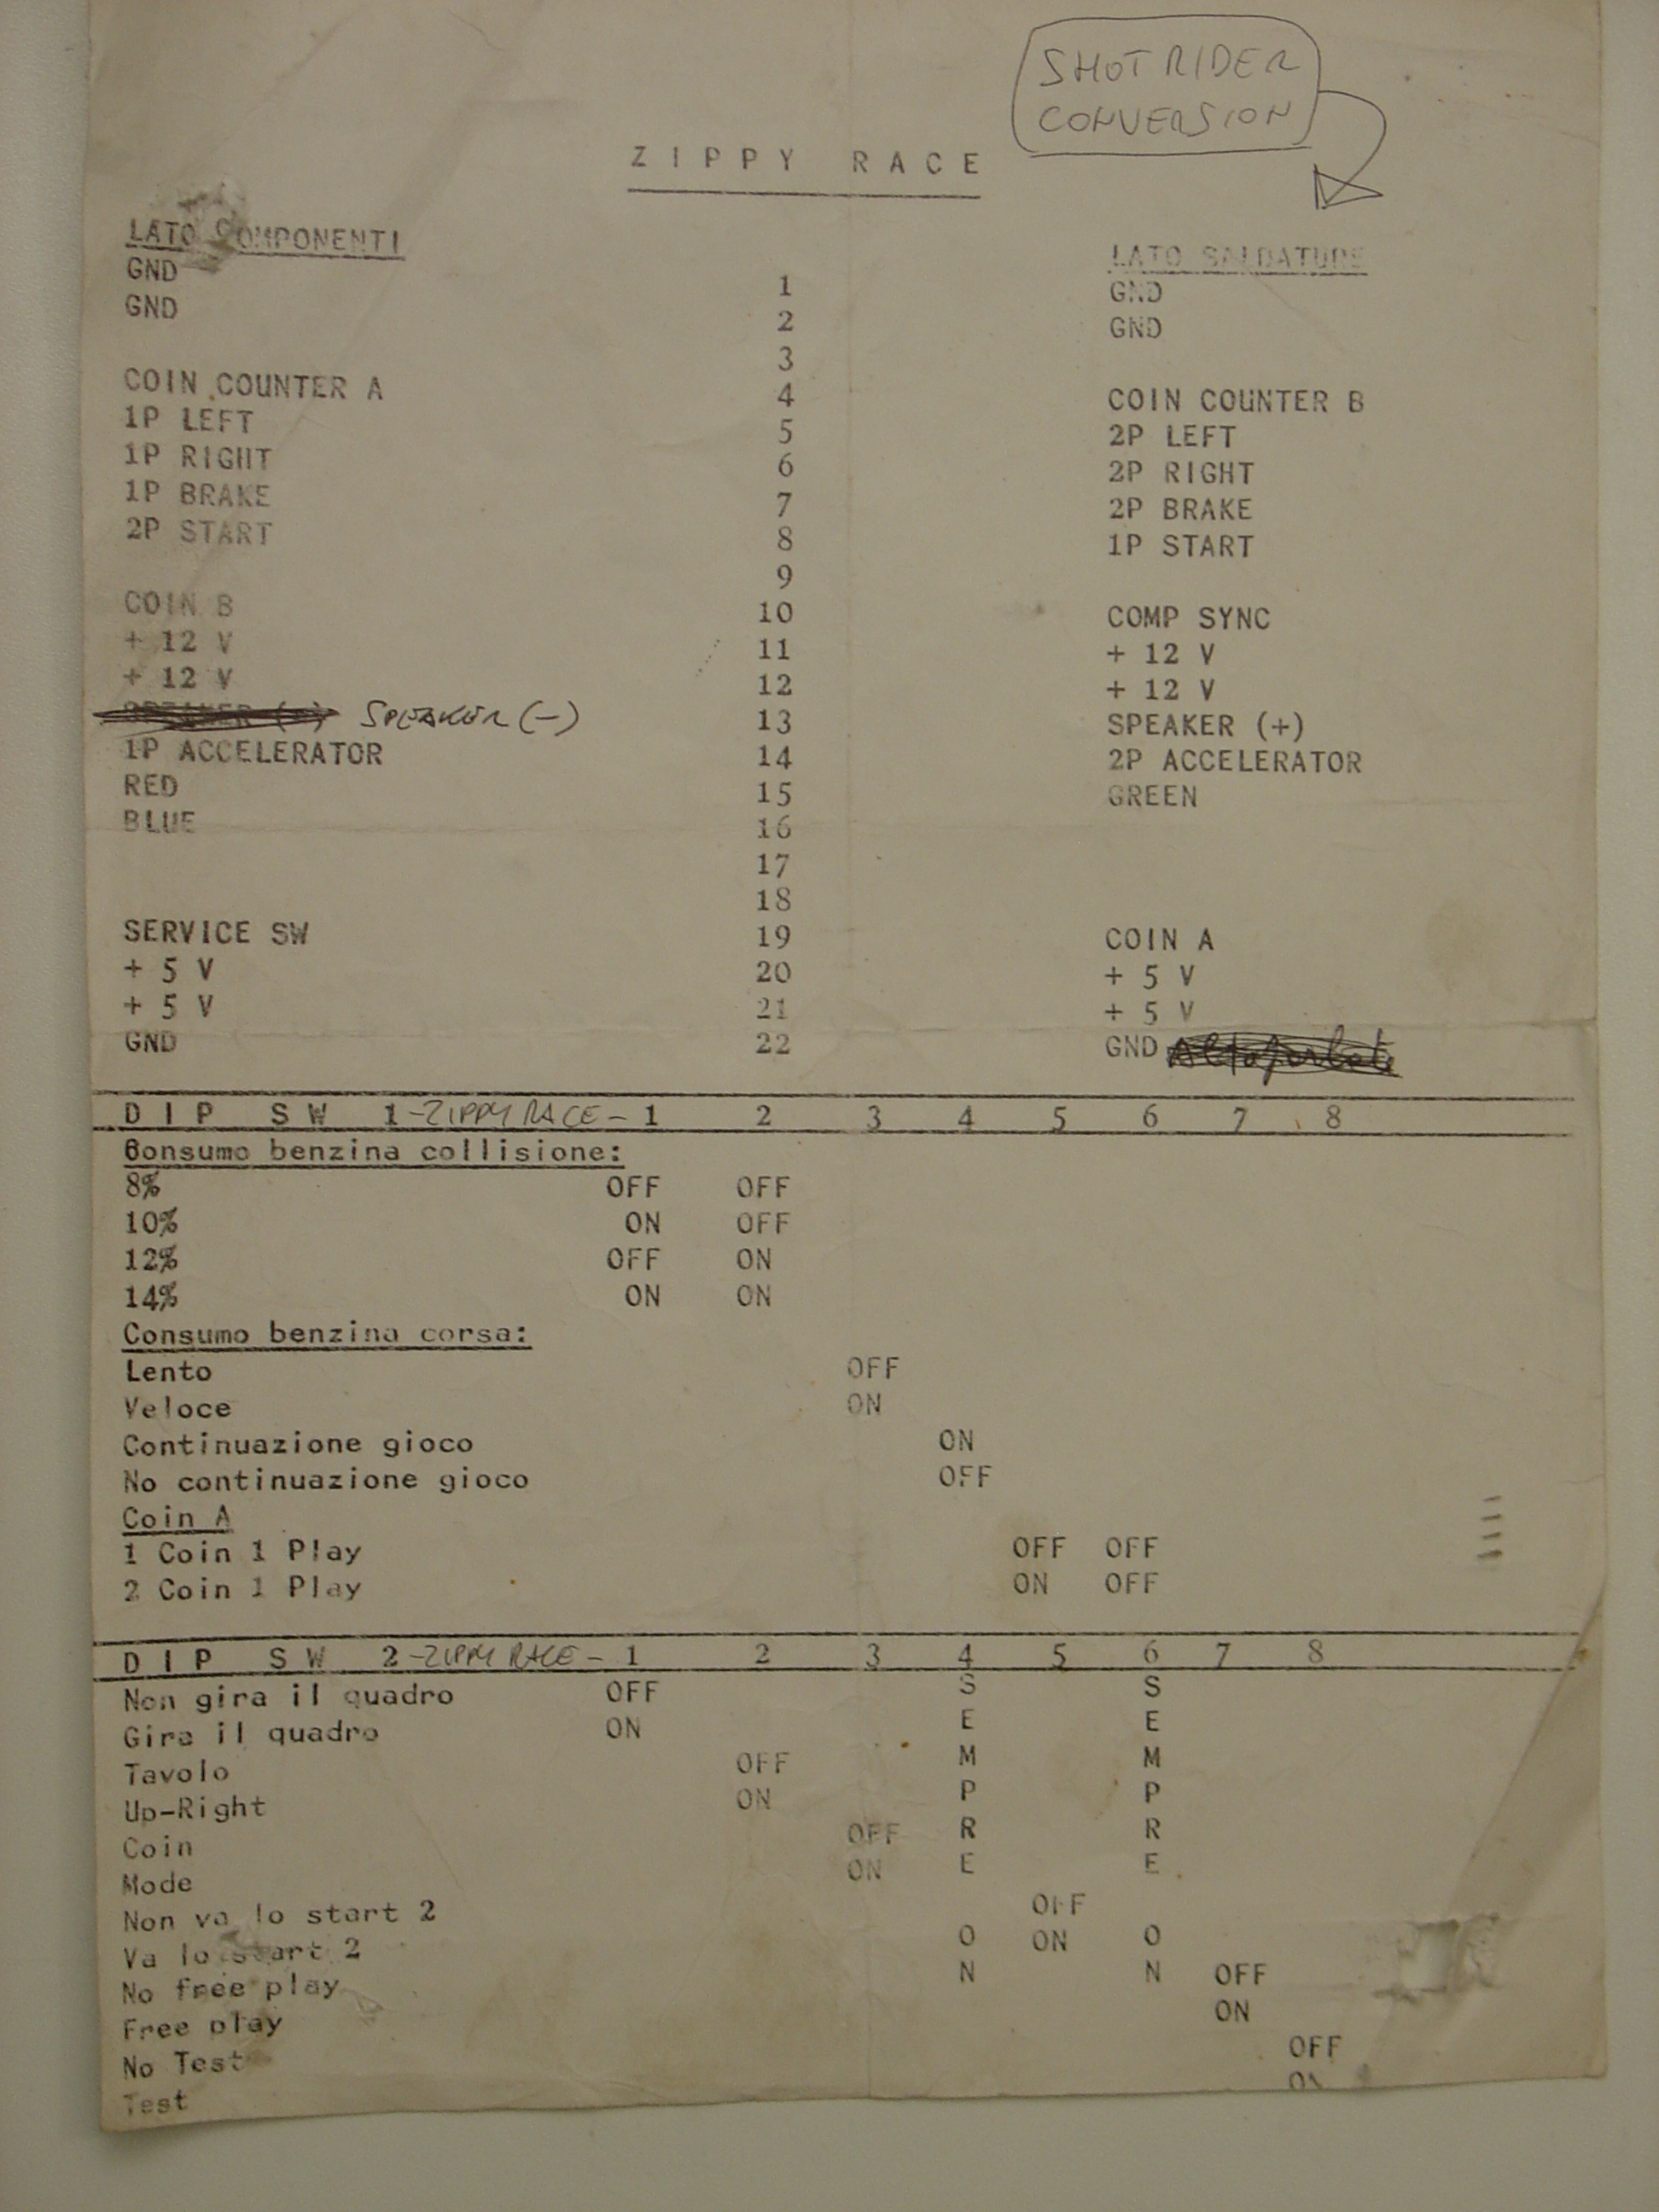 SHOT RIDER
CONVERSION
ZIPPY RACE
LATO COMPONENTI LATO SALDATURE
GND 1 GND
GND 2 GND
3
COIN COUNTER A 4 COIN COUNTER B
1P LEFT 5 2P LEFT
1P RIGHT 6 2P RIGHT
1P BRAKE 7 2P BRAKE
2P START 8 1P START
9
COIN B 10 COMP SYNC
+ 12 V 11 + 12 V
+ 12 V 12 + 12 V
SPEAKER (-) 13 SPEAKER (+)
1P ACCELERATOR 14 2P ACCELERATOR
RED 15 GREEN
BLUE 16
17
18
SERVICE SW 19 COIN A
+ 5 V 20 + 5 V
+ 5 V 21 + 5 V
GND 22 GND
DIP SW 1 -ZIPPY RACE- 1 2 3 4 5 6 7 8
Bonsumo benzina collisione:
8% OFF OFF
10% ON OFF
12% OFF ON
14% ON ON
Consumo benzina corsa:
Lento OFF
Veloce ON
Continuazione gioco ON
No continuazione gioco OFF
Coin A
1 Coin 1 Play OFF OFF
2 Coin 1 Play ON OFF
DIP SW 2 -ZIPPY RACE- 1 2 3 4 5 6 7 8
Non gira il quadro OFF S S
Gira il quadro ON E E
Tavolo OFF M M
Up-Right ON P P
Coin OFF R R
Mode ON E E
Non va lo start 2 OFF
Va lo start 2 O ON O
No free play N N OFF
Free play ON
No Test OFF
Test ON